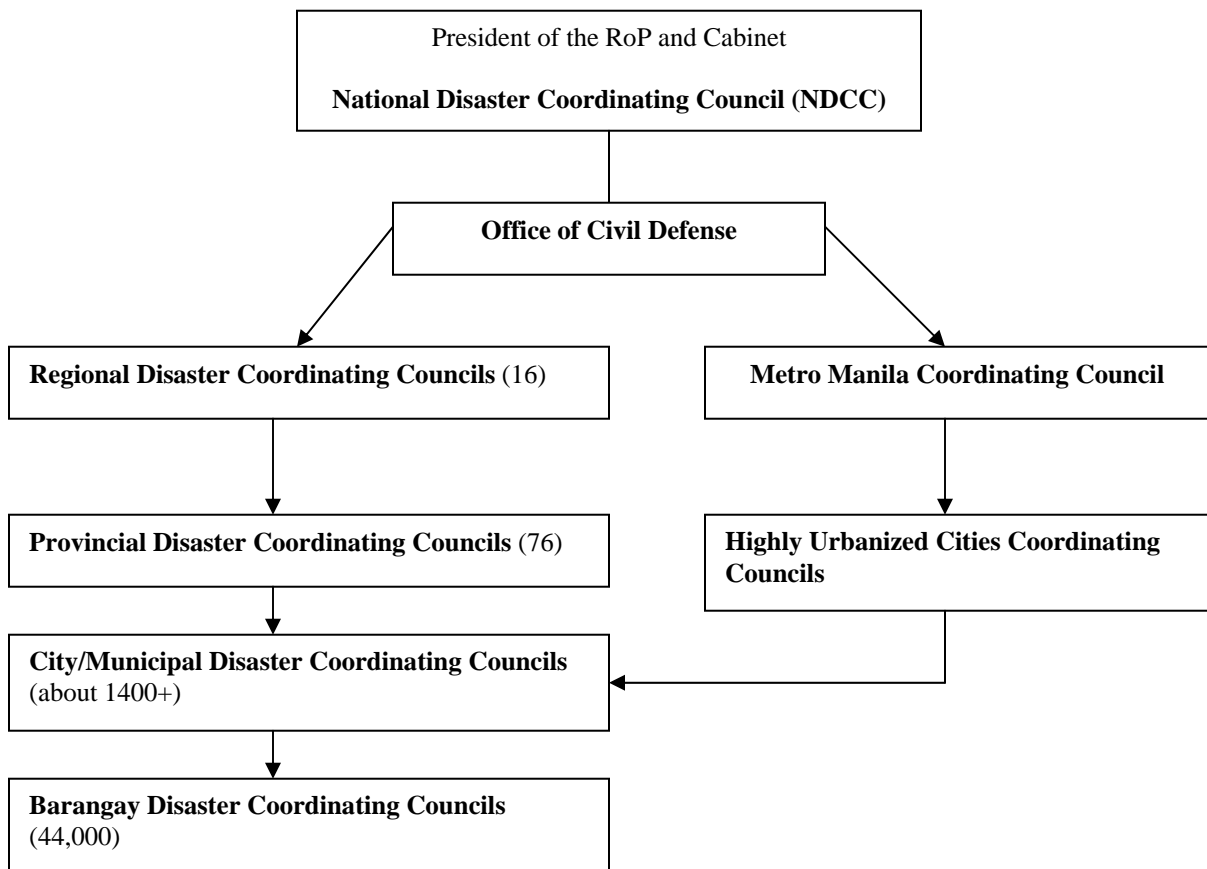 President of the RoP and Cabinet
National Disaster Coordinating Council (NDCC)
Office of Civil Defense
Regional Disaster Coordinating Councils (16)
Metro Manila Coordinating Council
Provincial Disaster Coordinating Councils (76)
Highly Urbanized Cities Coordinating
Councils
City/Municipal Disaster Coordinating Councils
(about 1400+)
Barangay Disaster Coordinating Councils
(44,000)